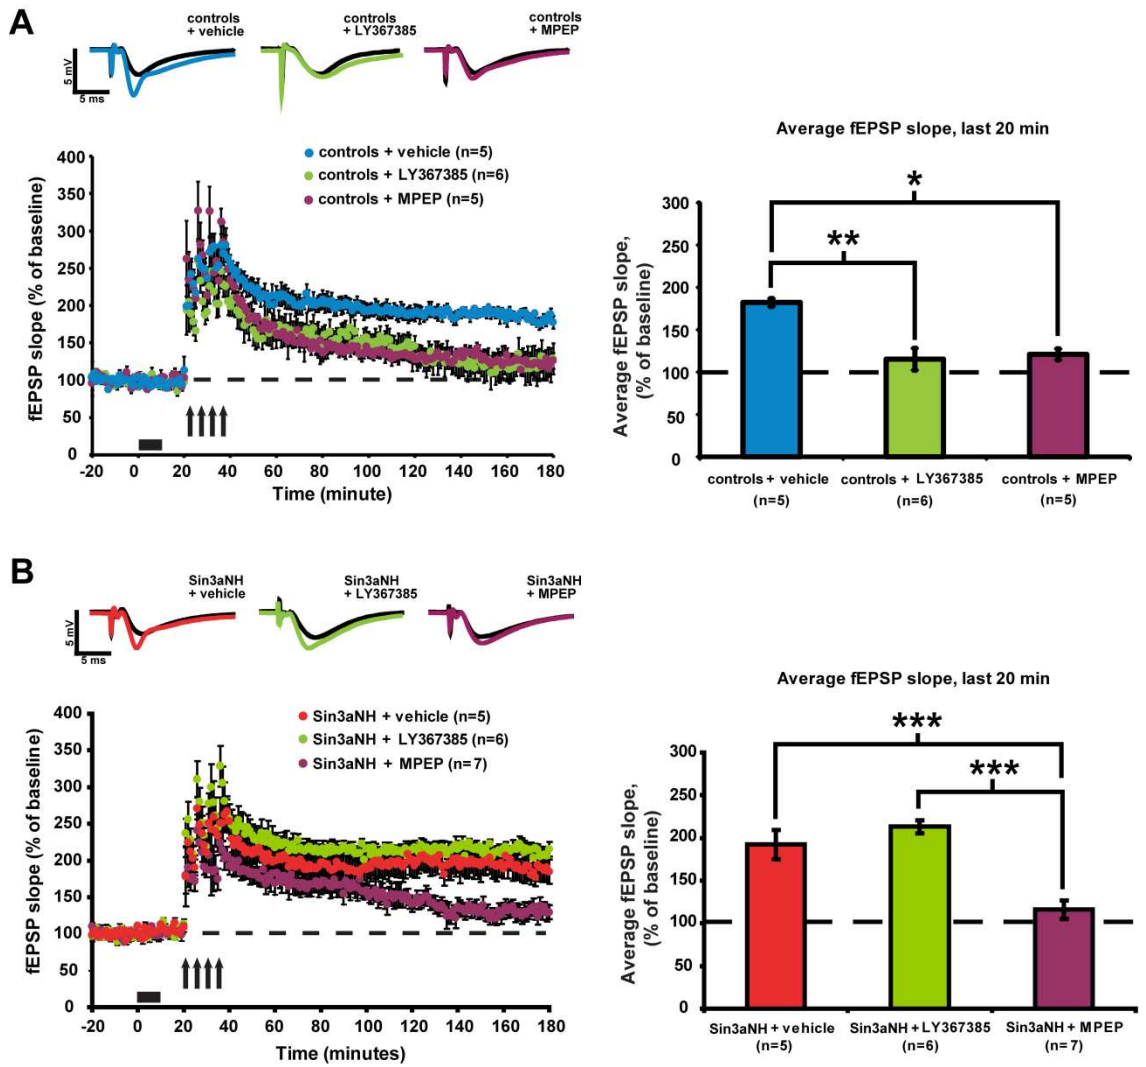 A
controls
+ vehicle
controls
+ LY367385
controls
+ MPEP
5 mV
5 ms
controls + vehicle (n=5)
controls + LY367385 (n=6)
controls + MPEP (n=5)
fEPSP slope (% of baseline)
400
350
300
250
200
150
100
50
0
-20 0 20 40 60 80 100 120 140 160 180
Time (minute)
Average fEPSP slope, last 20 min
*
**
Average fEPSP slope,
(% of baseline)
300
250
200
150
100
50
0
controls + vehicle controls + LY367385 controls + MPEP
(n=5) (n=6) (n=5)
B
Sin3aNH
+ vehicle
Sin3aNH
+ LY367385
Sin3aNH
+ MPEP
5 mV
5 ms
Sin3aNH + vehicle (n=5)
Sin3aNH + LY367385 (n=6)
Sin3aNH + MPEP (n=7)
fEPSP slope (% of baseline)
400
350
300
250
200
150
100
50
0
-20 0 20 40 60 80 100 120 140 160 180
Time (minutes)
Average fEPSP slope, last 20 min
***
***
Average fEPSP slope,
(% of baseline)
300
250
200
150
100
50
0
Sin3aNH + vehicle Sin3aNH + LY367385 Sin3aNH + MPEP
(n=5) (n=6) (n=7)